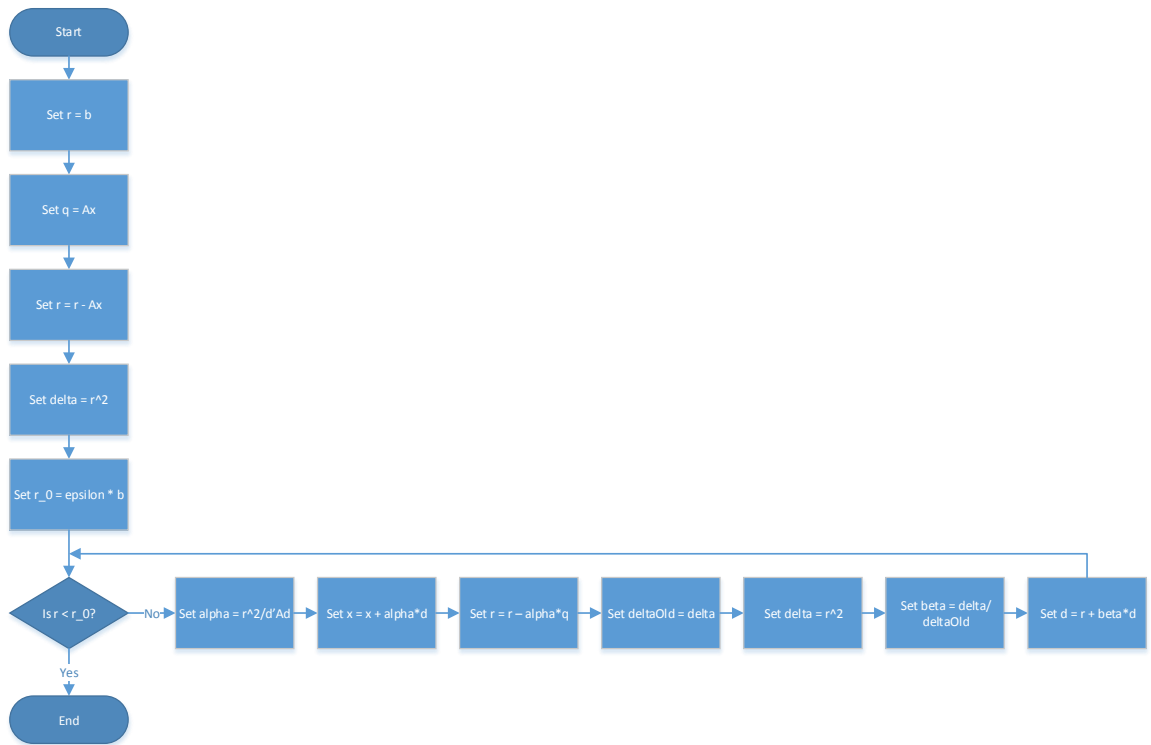 Start
Set r = b
Set q = Ax
Set r = r - Ax
Set delta = r^2
Set r_0 = epsilon * b
Is r < r_0?
No
Set alpha = r^2/d’Ad
Set x = x + alpha*d
Set r = r – alpha*q
Set deltaOld = delta
Set delta = r^2
Set beta = delta/
deltaOld
Set d = r + beta*d
Yes
End